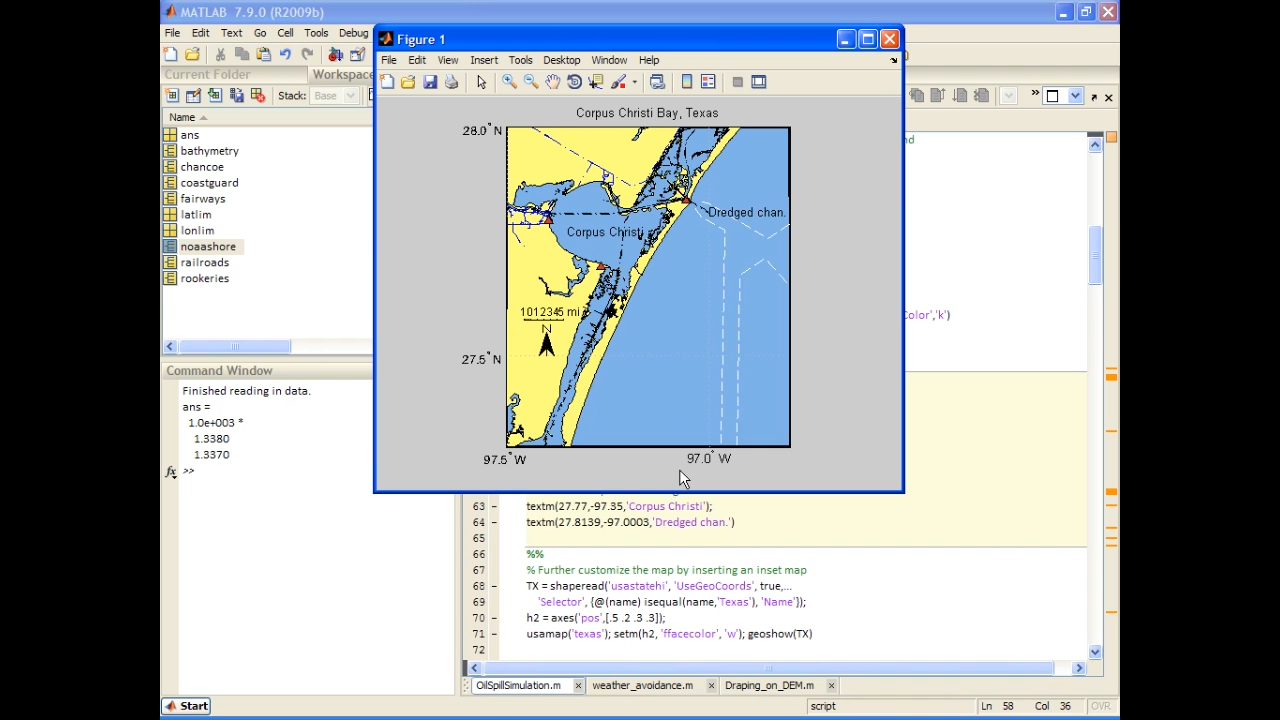 MATLAB 7.9.0 (R2009b)
File Edit Text Go Cell Tools Debug
Current Folder Workspace
Stack: Base
Name
ans
bathymetry
chancoe
coastguard
fairways
latlim
lonlim
noaashore
railroads
rookeries
Command Window
Finished reading in data.
ans =
1.0e+003 *
1.3380
1.3370
fx >>
Start
Figure 1
File Edit View Insert Tools Desktop Window Help
Corpus Christi Bay, Texas
28.0° N
Dredged chan.
Corpus Christi
1012345 mi
N
27.5° N
97.5° W 97.0° W
nd
Color','k')
63 – textm(27.77,-97.35,'Corpus Christi');
64 – textm(27.8139,-97.0003,'Dredged chan.')
65
66 %%
67 % Further customize the map by inserting an inset map
68 – TX = shaperead('usastatehi', 'UseGeoCoords', true,...
69 'Selector', {@(name) isequal(name,'Texas'), 'Name'});
70 – h2 = axes('pos',[.5 .2 .3 .3]);
71 – usamap('texas'); setm(h2, 'ffacecolor', 'w'); geoshow(TX)
72
OilSpillSimulation.m × weather_avoidance.m × Draping_on_DEM.m ×
script Ln 58 Col 36 OVR